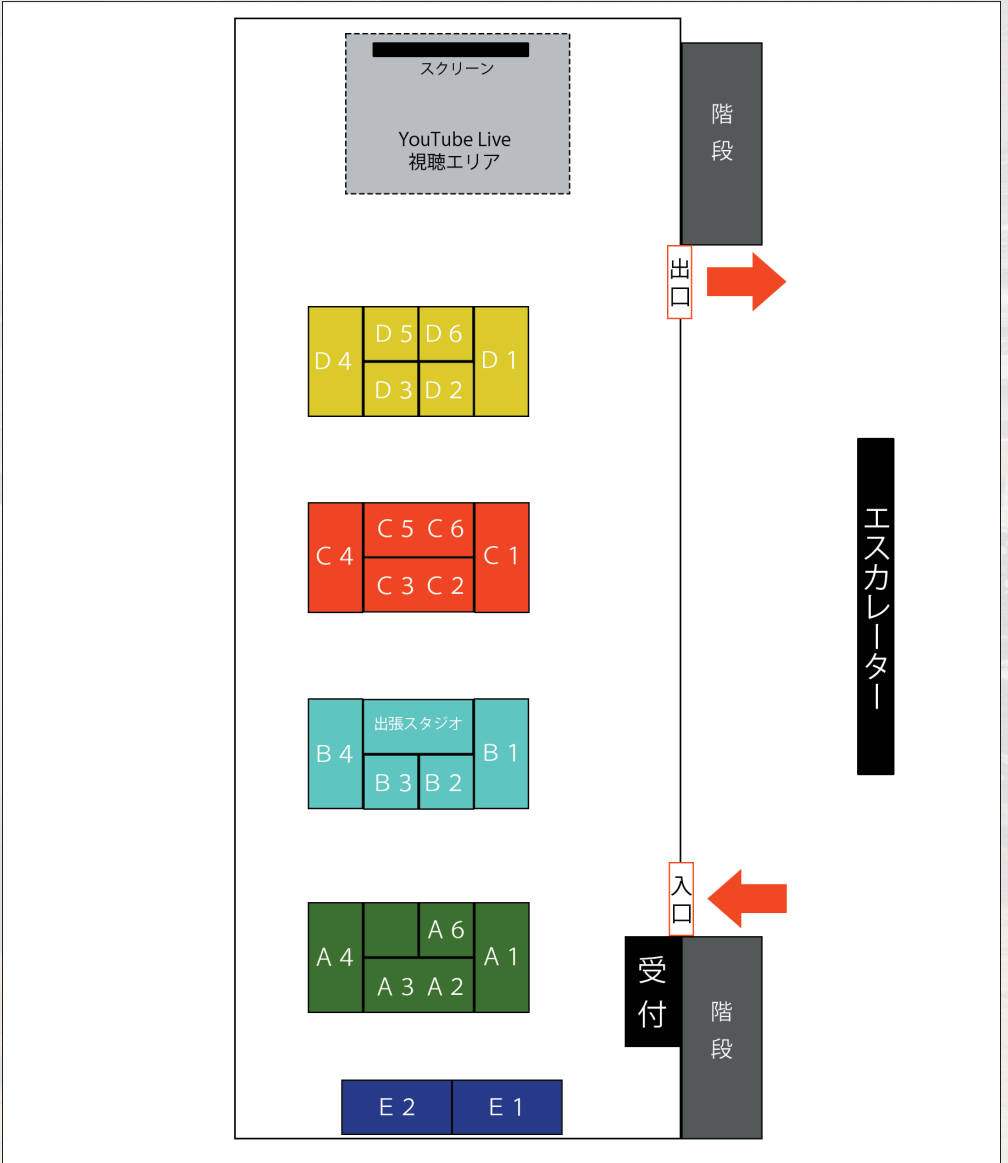 スクリーン
YouTube Live
視聴エリア
階段
出口
D 5 D 6
D 4
D 1
D 3 D 2
C 5 C 6
C 4
C 1
C 3 C 2
エスカレーター
出張スタジオ
B 4
B 1
B 3 B 2
入口
A 6
A 4
A 1
A 3 A 2
受付
階段
E 2
E 1